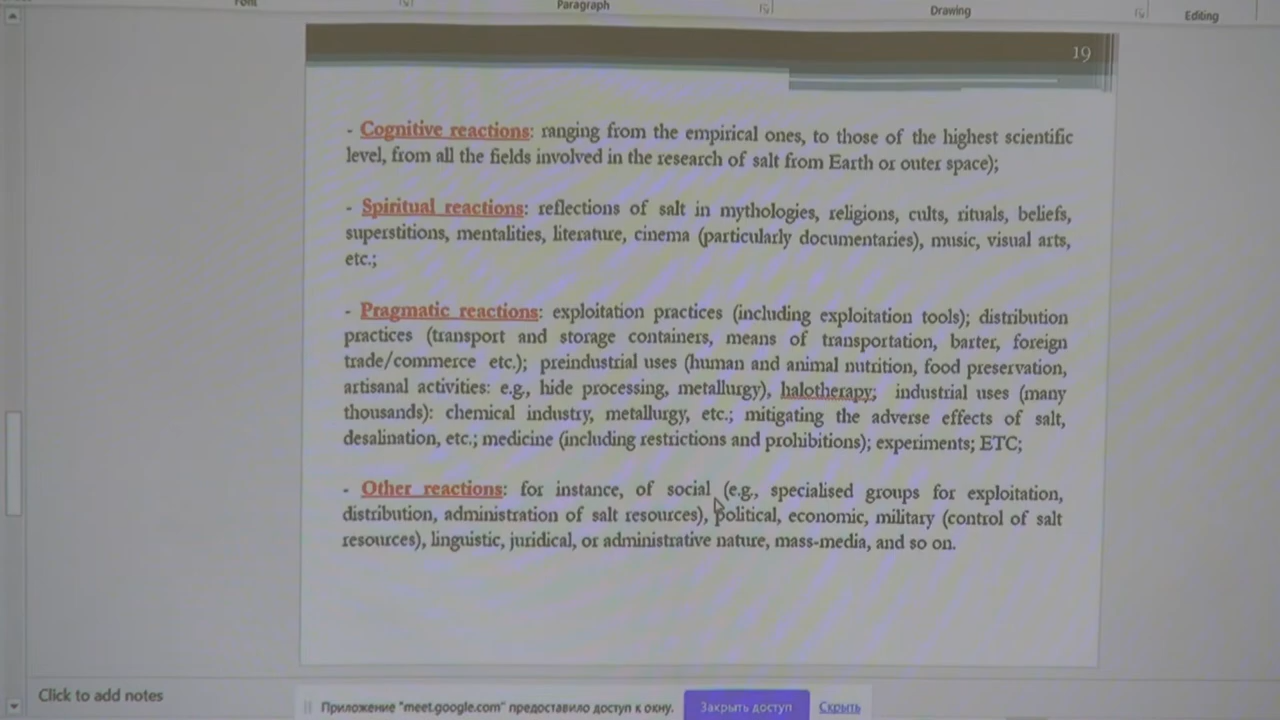 Font
Paragraph
Drawing
Editing
19
- Cognitive reactions: ranging from the empirical ones, to those of the highest scientific
level, from all the fields involved in the research of salt from Earth or outer space);
- Spiritual reactions: reflections of salt in mythologies, religions, cults, rituals, beliefs,
superstitions, mentalities, literature, cinema (particularly documentaries), music, visual arts,
etc.;
- Pragmatic reactions: exploitation practices (including exploitation tools); distribution
practices (transport and storage containers, means of transportation, barter, foreign
trade/commerce etc.); preindustrial uses (human and animal nutrition, food preservation,
artisanal activities: e.g., hide processing, metallurgy), halotherapy; industrial uses (many
thousands): chemical industry, metallurgy, etc.; mitigating the adverse effects of salt,
desalination, etc.; medicine (including restrictions and prohibitions); experiments; ETC;
- Other reactions: for instance, of social (e.g., specialised groups for exploitation,
distribution, administration of salt resources), political, economic, military (control of salt
resources), linguistic, juridical, or administrative nature, mass-media, and so on.
Click to add notes
Приложение "meet.google.com" предоставило доступ к окну.
Закрыть доступ
Скрыть